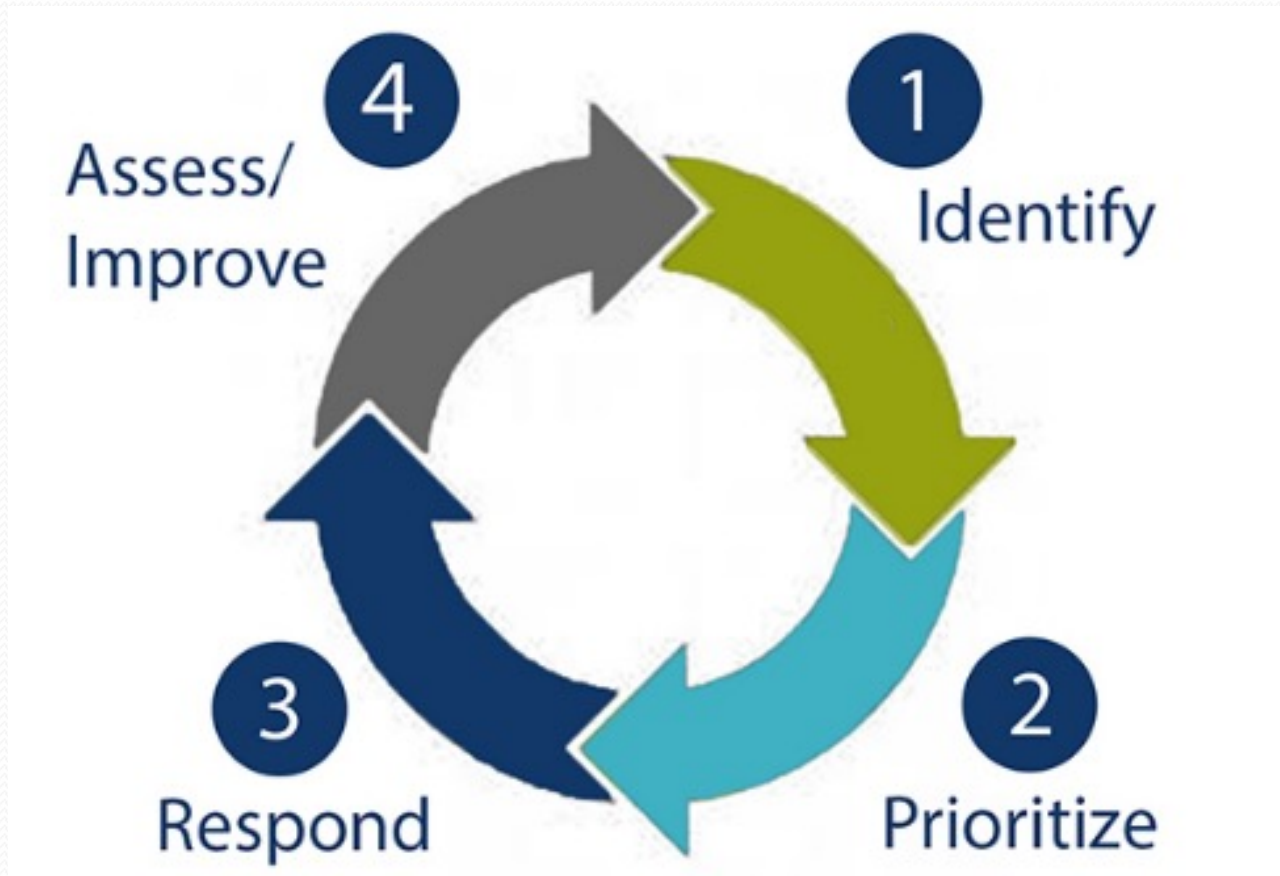 1
Identify
2
Prioritize
3
Respond
4
Assess/
Improve